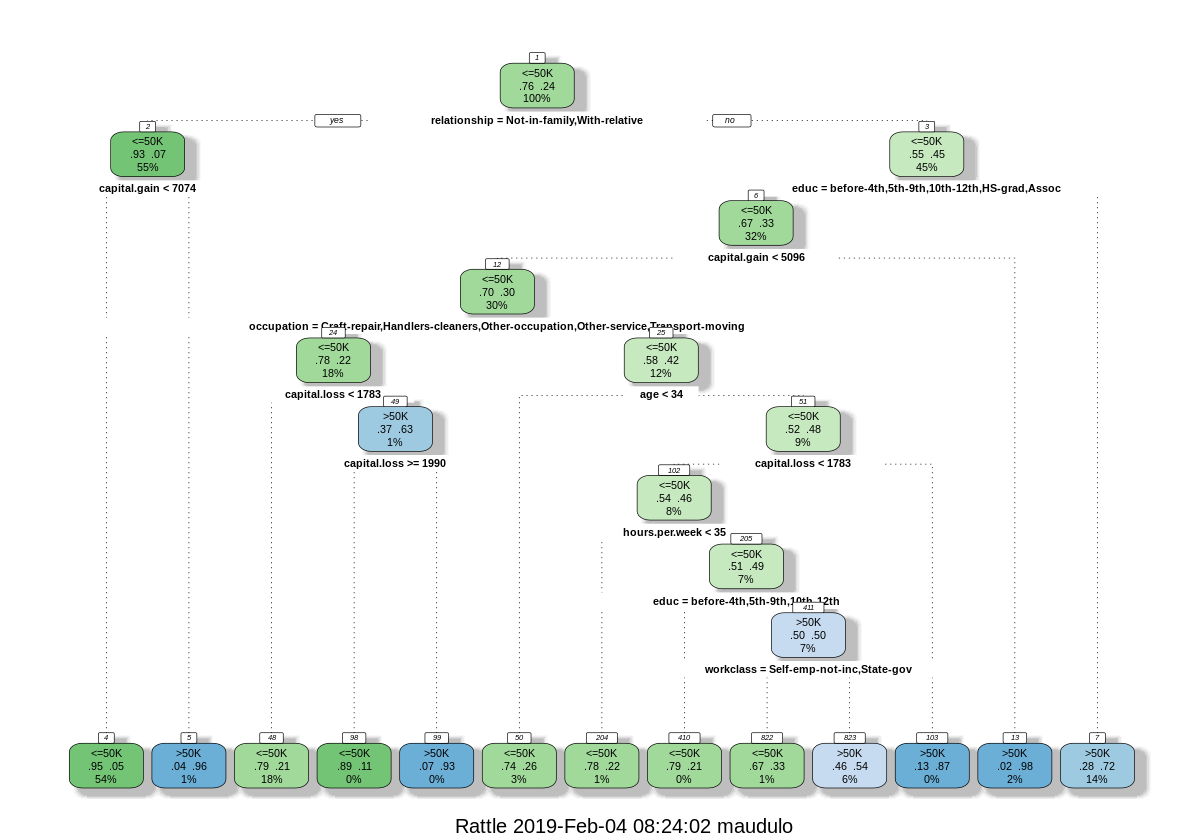 1
<=50K
.76 .24
100%
yes
relationship = Not-in-family,With-relative
no
2
<=50K
.93 .07
55%
3
<=50K
.55 .45
45%
capital.gain < 7074
educ = before-4th,5th-9th,10th-12th,HS-grad,Assoc
6
<=50K
.67 .33
32%
capital.gain < 5096
12
<=50K
.70 .30
30%
occupation = Craft-repair,Handlers-cleaners,Other-occupation,Other-service,Transport-moving
24
<=50K
.78 .22
18%
25
<=50K
.58 .42
12%
capital.loss < 1783
age < 34
49
>50K
.37 .63
1%
51
<=50K
.52 .48
9%
capital.loss >= 1990
capital.loss < 1783
102
<=50K
.54 .46
8%
hours.per.week < 35
205
<=50K
.51 .49
7%
educ = before-4th,5th-9th,10th-12th
411
>50K
.50 .50
7%
workclass = Self-emp-not-inc,State-gov
4
<=50K
.95 .05
54%
5
>50K
.04 .96
1%
48
<=50K
.79 .21
18%
98
<=50K
.89 .11
0%
99
>50K
.07 .93
0%
50
<=50K
.74 .26
3%
204
<=50K
.78 .22
1%
410
<=50K
.79 .21
0%
822
<=50K
.67 .33
1%
823
>50K
.46 .54
6%
103
>50K
.13 .87
0%
13
>50K
.02 .98
2%
7
>50K
.28 .72
14%
Rattle 2019-Feb-04 08:24:02 maudulo